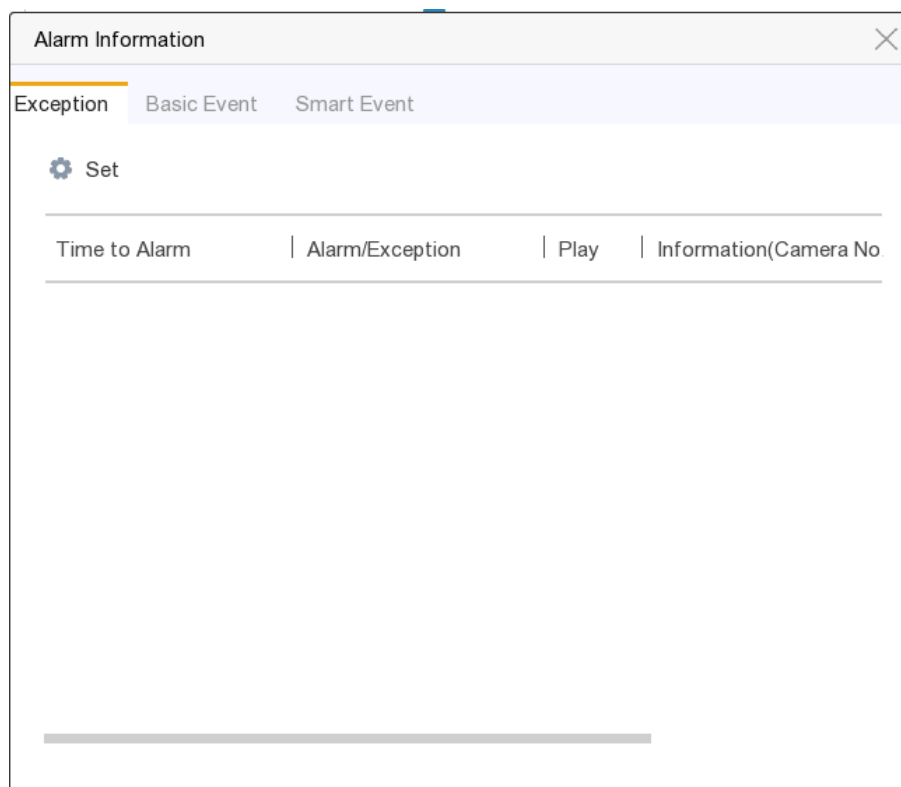 Alarm Information
Exception Basic Event Smart Event
Set
Time to Alarm Alarm/Exception Play Information(Camera No.